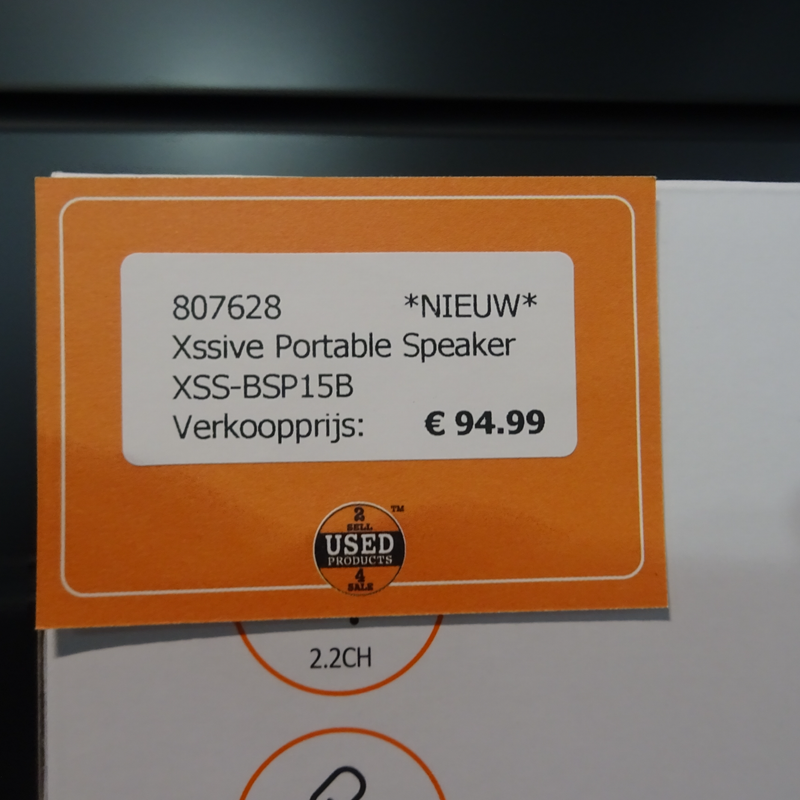 807628 *NIEUW*
Xssive Portable Speaker
XSS-BSP15B
Verkoopprijs: € 94.99
2 TM
SELL
USED
PRODUCTS
4
SALE
2.2CH